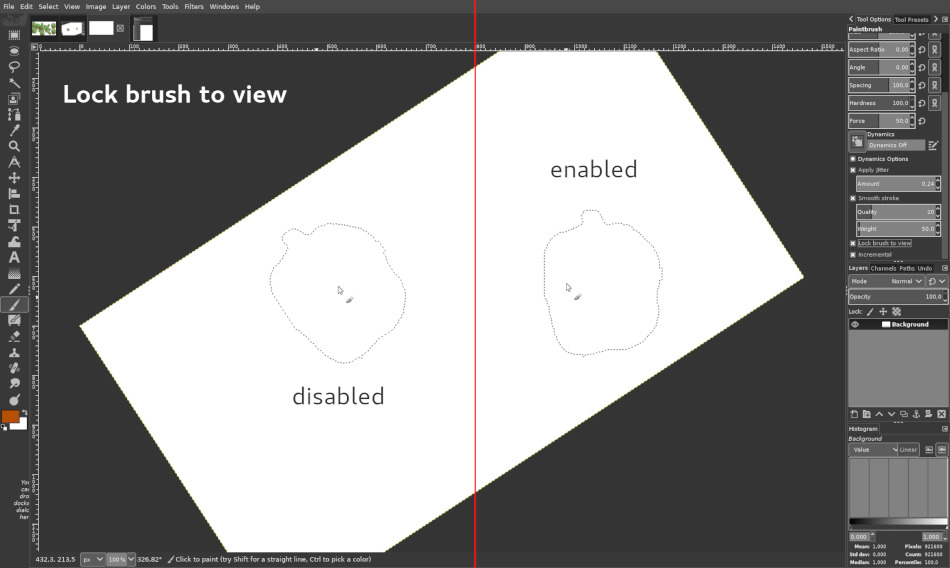 File Edit Select View Image Layer Colors Tools Filters Windows Help
Tool Options Tool Presets
Paintbrush
Aspect Ratio 0.00
Angle 0.00
Spacing 100.0
Hardness 100.0
Force 50.0
Dynamics
Dynamics Off
Dynamics Options
Apply Jitter
Amount 0.24
Smooth stroke
Quality 20
Weight 50.0
Lock brush to view
Incremental
Lock brush to view
enabled
disabled
Layers Channels Paths Undo
Mode Normal
Opacity 100.0
Lock:
Background
Histogram
Background
Value Linear
0,000 1,000
Mean: 1,000 Pixels: 921600
Std dev: 0,000 Count: 921600
Median: 1,000 Percentile: 100,0
You
can
dro
docka
dialo
her
432,3, 213,5 px 100% 326,82° Click to paint (try Shift for a straight line, Ctrl to pick a color)